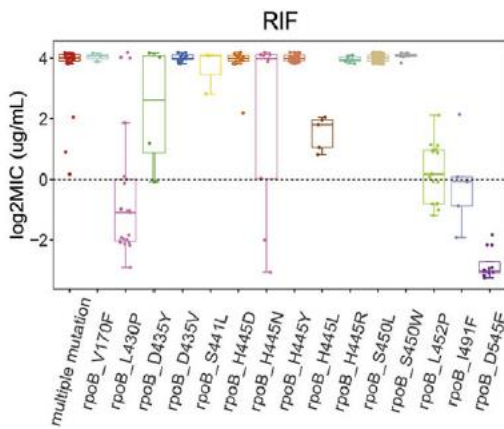 RIF
log2MIC (ug/mL)
4
2
0
−2
multiple mutation
rpoB_V170F
rpoB_L430P
rpoB_D435Y
rpoB_D435V
rpoB_S441L
rpoB_H445D
rpoB_H445N
rpoB_H445Y
rpoB_H445L
rpoB_H445R
rpoB_S450L
rpoB_S450W
rpoB_L452P
rpoB_I491F
rpoB_D545E